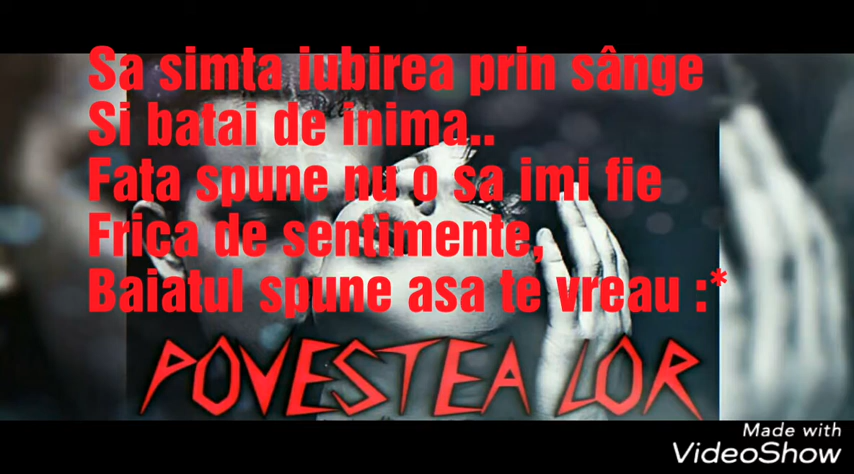 Sa simta iubirea prin sânge
Si batai de inima..
Fata spune nu o sa imi fie
Frica de sentimente,
Baiatul spune asa te vreau :*
POVESTEA LOR
Made with
VideoShow